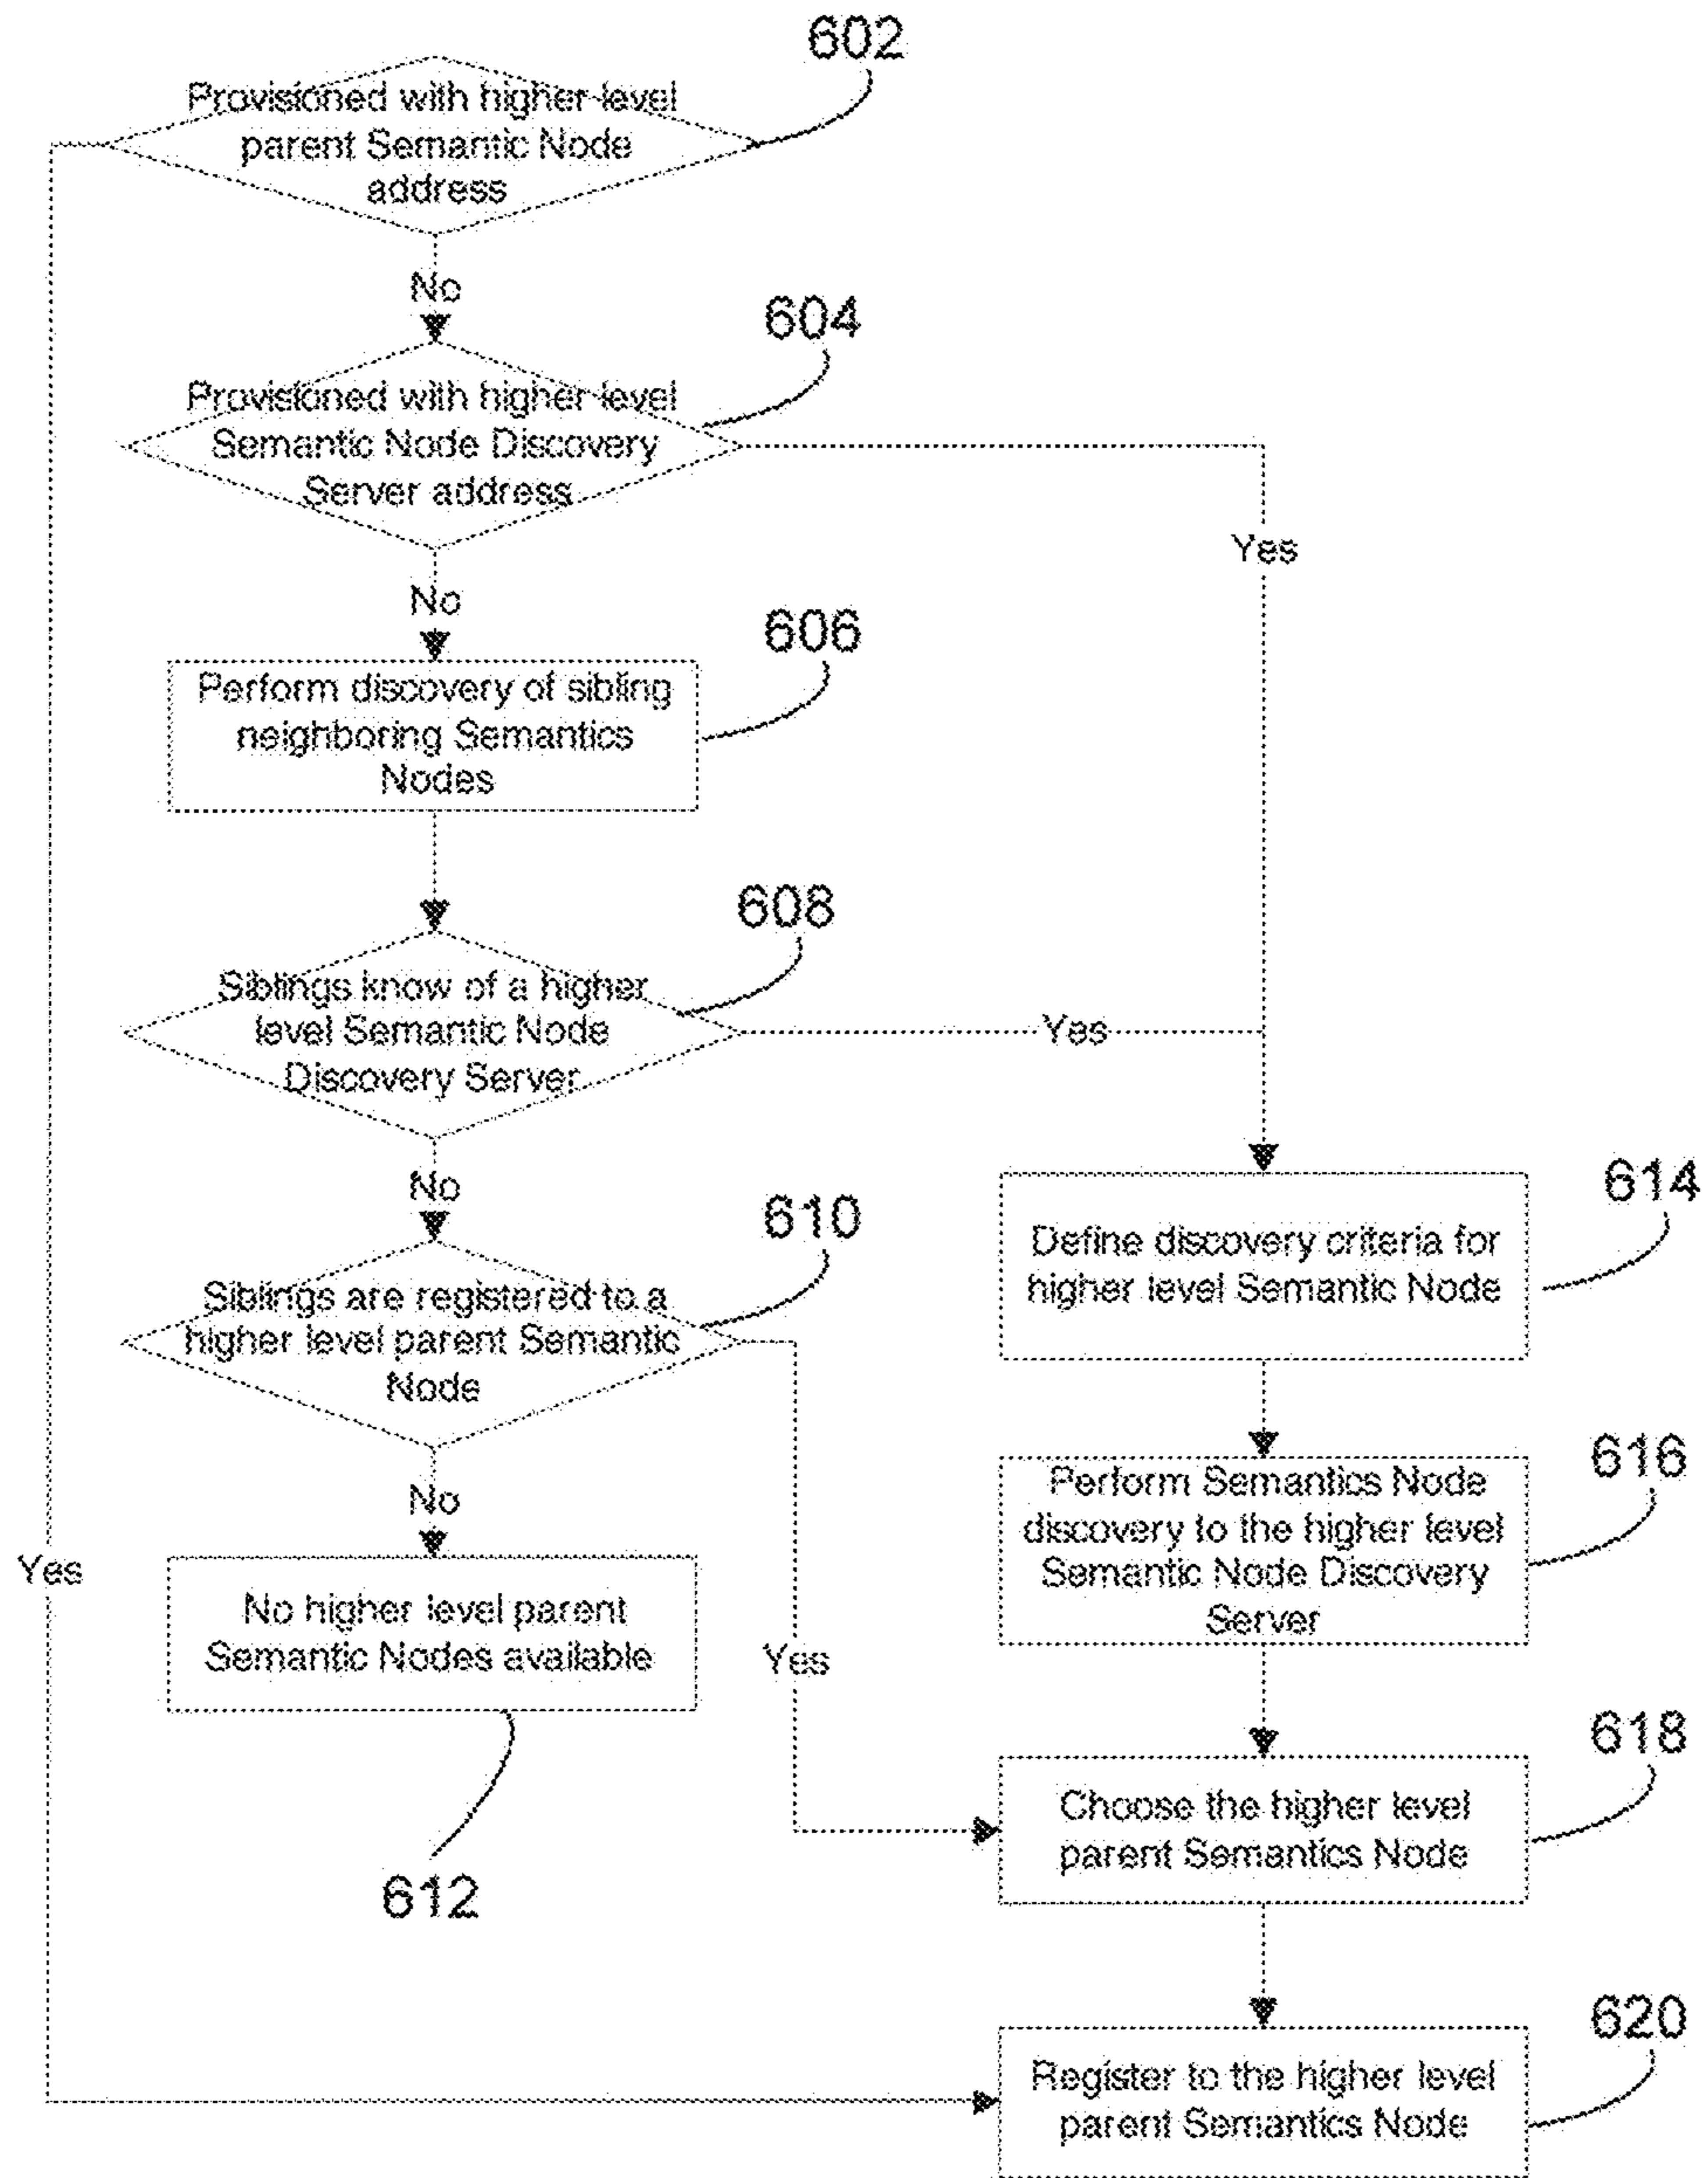 602
Provisioned with higher-level
parent Semantic Node
address
No
604
Provisioned with higher-level
Semantic Node Discovery
Server address
Yes
No
606
Perform discovery of sibling
neighboring Semantics
Nodes
608
Siblings know of a higher
level Semantic Node
Discovery Server
Yes
No
610
Siblings are registered to a
higher level parent Semantic
Node
614
Define discovery criteria for
higher level Semantic Node
No
616
Perform Semantics Node
discovery to the higher level
Semantic Node Discovery
Server
Yes
No higher level parent
Semantic Nodes available
Yes
612
618
Choose the higher level
parent Semantics Node
620
Register to the higher level
parent Semantics Node